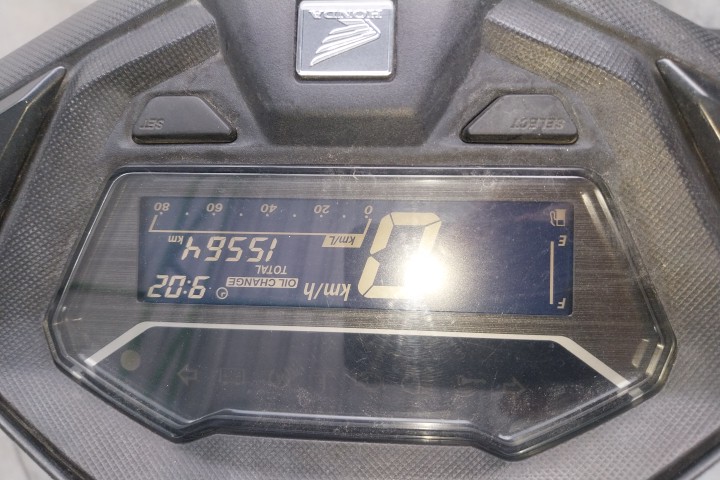 F
E
0 km/h
OIL CHANGE
9:02
TOTAL
15564 km
km/L
0 20 40 60 80
SELECT
SET
HONDA